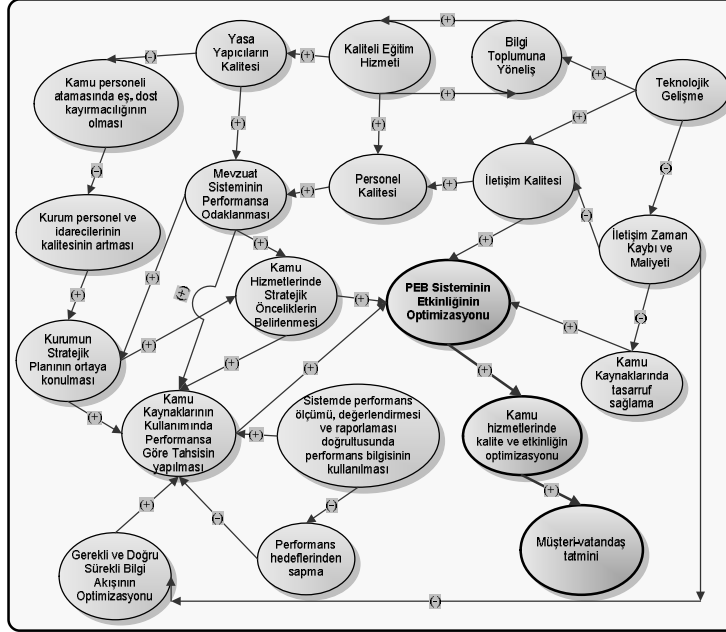 Yasa
Yapıcıların
Kalitesi
(+)
Kaliteli Eğitim
Hizmeti
(+)
(+)
Bilgi
Toplumuna
Yöneliş
(+)
Teknolojik
Gelişme
(-)
Kamu personeli
atamasında eş, dost
kayırmacılığının
olması
(+)
(+)
(+)
(-)
(-)
Mevzuat
Sisteminin
Performansa
Odaklanması
(+)
Personel
Kalitesi
(+)
İletişim Kalitesi
(-)
Kurum personel ve
idarecilerinin
kalitesinin artması
İletişim Zaman
Kaybı ve
Maliyeti
(+)
(+)
(+)
(+)
(+)
Kamu
Hizmetlerinde
Stratejik
Önceliklerin
Belirlenmesi
(+)
PEB Sisteminin
Etkinliğinin
Optimizasyonu
(-)
(+)
Kurumun
Stratejik
Planının ortaya
konulması
(+)
(+)
(+)
(+)
Kamu
Kaynaklarında
tasarruf
sağlama
(+)
Kamu
Kaynaklarının
Kullanımında
Performansa
Göre Tahsisin
yapılması
(+)
Sistemde performans
ölçümü, değerlendirmesi
ve raporlaması
doğrultusunda
performans bilgisinin
kullanılması
Kamu
hizmetlerinde
kalite ve etkinliğin
optimizasyonu
(+)
(-)
(-)
(+)
Gerekli ve Doğru
Sürekli Bilgi
Akışının
Optimizasyonu
Performans
hedeflerinden
sapma
Müşteri-vatandaş
tatmini
(-)